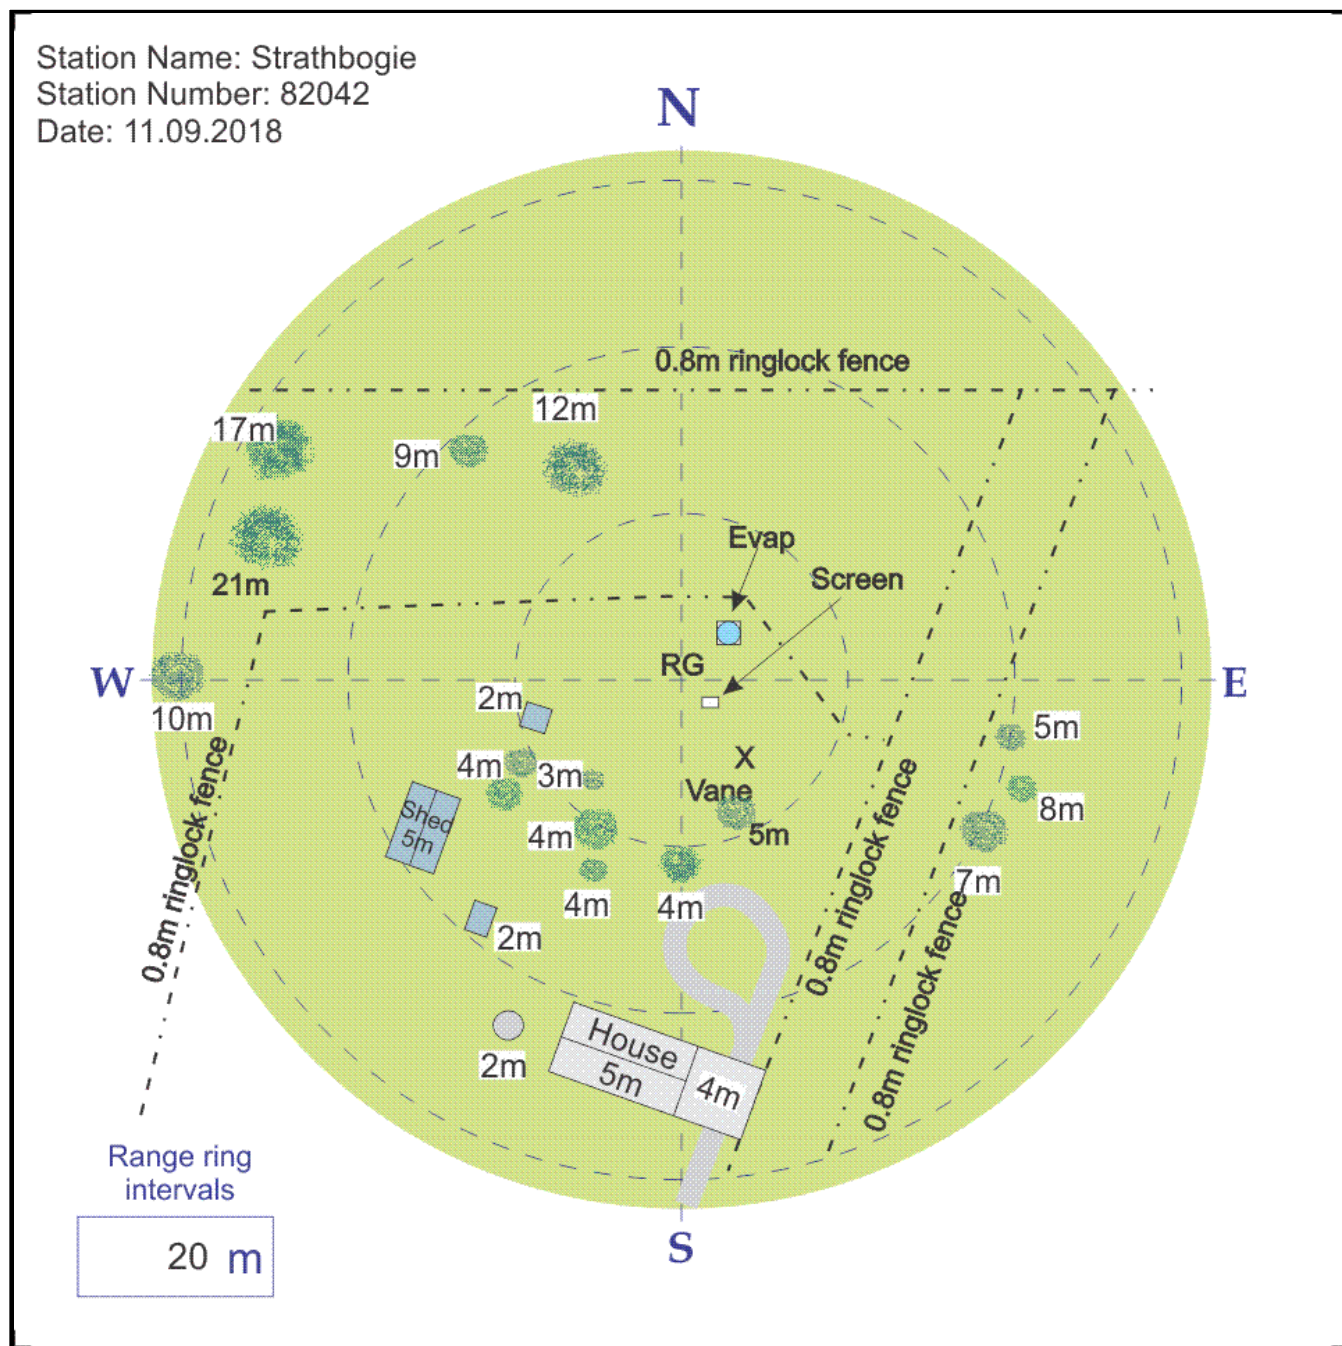 Station Name: Strathbogie
Station Number: 82042
Date: 11.09.2018
N
0.8m ringlock fence
12m
17m
9m
Evap
Screen
21m
RG
W
E
2m
10m
5m
4m
3m
Vane
8m
Shed
5m
4m
5m
7m
4m
4m
2m
0.8m ringlock fence
0.8m ringlock fence
0.8m ringlock fence
House
5m
4m
2m
Range ring
intervals
20 m
S
X